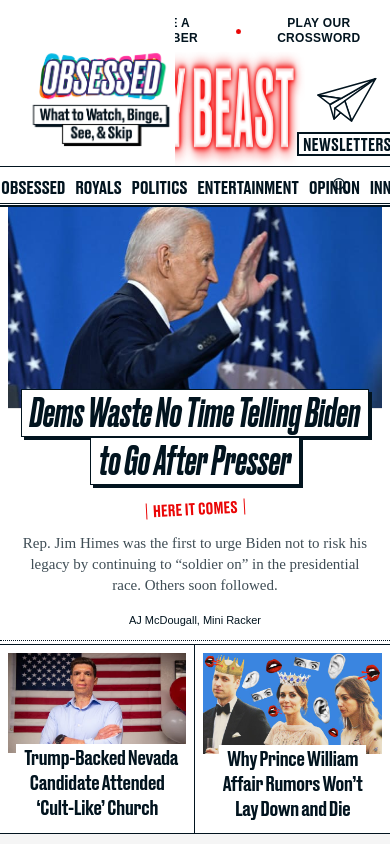 PLAY OUR
CROSSWORD
OBSESSED
What to Watch, Binge,
See, & Skip
BEAST
NEWSLETTERS
OBSESSED ROYALS POLITICS ENTERTAINMENT OPINION INN
Dems Waste No Time Telling Biden
to Go After Presser
HERE IT COMES
Rep. Jim Himes was the first to urge Biden not to risk his
legacy by continuing to “soldier on” in the presidential
race. Others soon followed.
AJ McDougall, Mini Racker
Trump-Backed Nevada
Candidate Attended
‘Cult-Like’ Church
Why Prince William
Affair Rumors Won’t
Lay Down and Die